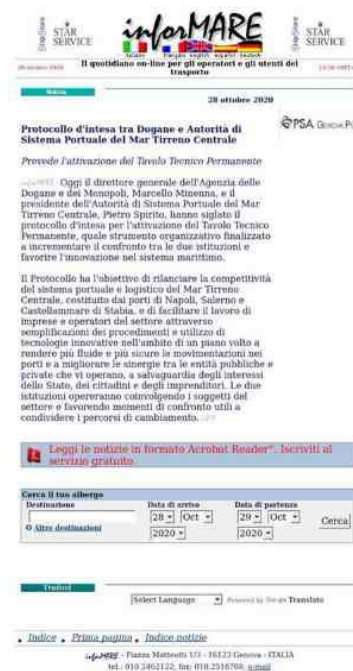 STAR SERVICE
inforMARE
STAR SERVICE
Il quotidiano on-line per gli operatori e gli utenti del
trasporto
Notizie
28 ottobre 2020
Protocollo d'intesa tra Dogane e Autorità di
Sistema Portuale del Mar Tirreno Centrale
PSA
Prevede l'attivazione del Tavolo Tecnico Permanente
Oggi il direttore generale dell'Agenzia delle
Dogane e dei Monopoli, Marcello Minenna, e il
presidente dell'Autorità di Sistema Portuale del Mar
Tirreno Centrale, Pietro Spirito, hanno siglato il
protocollo d'intesa per l'attivazione del Tavolo Tecnico
Permanente, quale strumento organizzativo finalizzato
a incrementare il confronto tra le due istituzioni e
favorire l'innovazione nel sistema marittimo.
Il Protocollo ha l'obiettivo di rilanciare la competitività
del sistema portuale e logistico del Mar Tirreno
Centrale, costituito dai porti di Napoli, Salerno e
Castellammare di Stabia, e di facilitare il lavoro di
imprese e operatori del settore attraverso
semplificazioni dei procedimenti e utilizzo di
tecnologie innovative nell'ambito di un piano volto a
rendere più fluide e più sicure la movimentazioni nei
porti e a migliorare le sinergie tra le entità pubbliche e
private che vi operano, a salvaguardia degli interessi
dello Stato, dei cittadini e degli imprenditori. Le due
istituzioni opereranno coinvolgendo i soggetti del
settore e favorendo momenti di confronto utili a
condividere i percorsi di cambiamento.
Leggi le notizie in formato Acrobat Reader®. Iscriviti al
servizio gratuito.
Cerca il tuo albergo
Destinazione Data di arrivo Data di partenza
28 Oct 29 Oct Cerca
Altre destinazioni 2020 2020
Traduci
Select Language Powered by Google Translate
Indice Prima pagina Indice notizie
inforMARE - Piazza Matteotti 1/3 - 16123 Genova - ITALIA
tel.: 010.2462122, fax: 010.2516768, e-mail